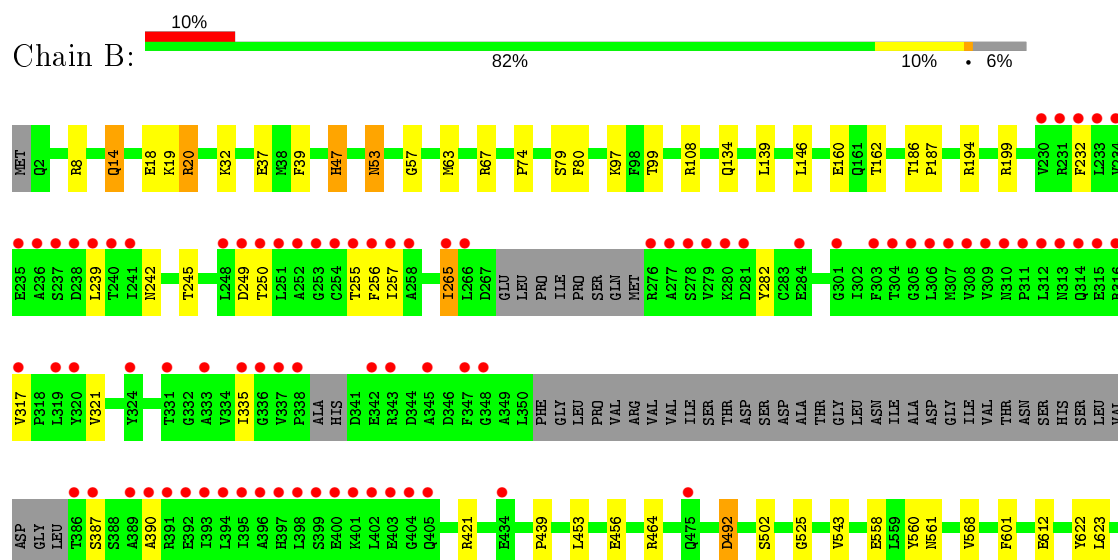 10%
Chain B:
82% 10% • 6%
MET Q2 R8 Q14 E18 K19 R20 K32 E37 M38 F39 H47 N53 G57 M63 R67 P74 S79 F80 K97 F98 T99 R108 Q134 L139 L146 E160 Q161 T162 T186 P187 R194 R199 V230 R231 F232 L233 V234
E235 A236 S237 D238 L239 T240 I241 N242 T245 L248 D249 T250 L251 A252 G253 C254 T255 F256 I257 A258 I265 L266 D267 GLU LEU PRO ILE PRO SER GLN MET R276 A277 S278 V279 K280 D281 Y282 C283 E284 G301 I302 F303 T304 G305 L306 M307 V308 V309 N310 P311 L312 N313 Q314 E315
V317 P318 L319 Y320 V321 Y324 T331 G332 A333 V334 I335 G336 V337 P338 ALA HIS D341 E342 R343 D344 A345 D346 F347 G348 A349 L350 PHE GLY LEU PRO VAL ARG VAL VAL ILE SER THR ASP SER ASP ALA THR GLY LEU ASN ILE ALA ASP GLY ILE VAL THR ASN SER HIS SER LEU VAL
ASP GLY LEU T386 S387 S388 A389 A390 R391 E392 I393 L394 I395 A396 H397 L398 S399 E400 K401 L402 E403 G404 Q405 R421 E434 P439 L453 E456 R464 Q475 D492 S502 G525 V543 E558 L559 Y560 N561 V568 F601 E612 Y622 L623